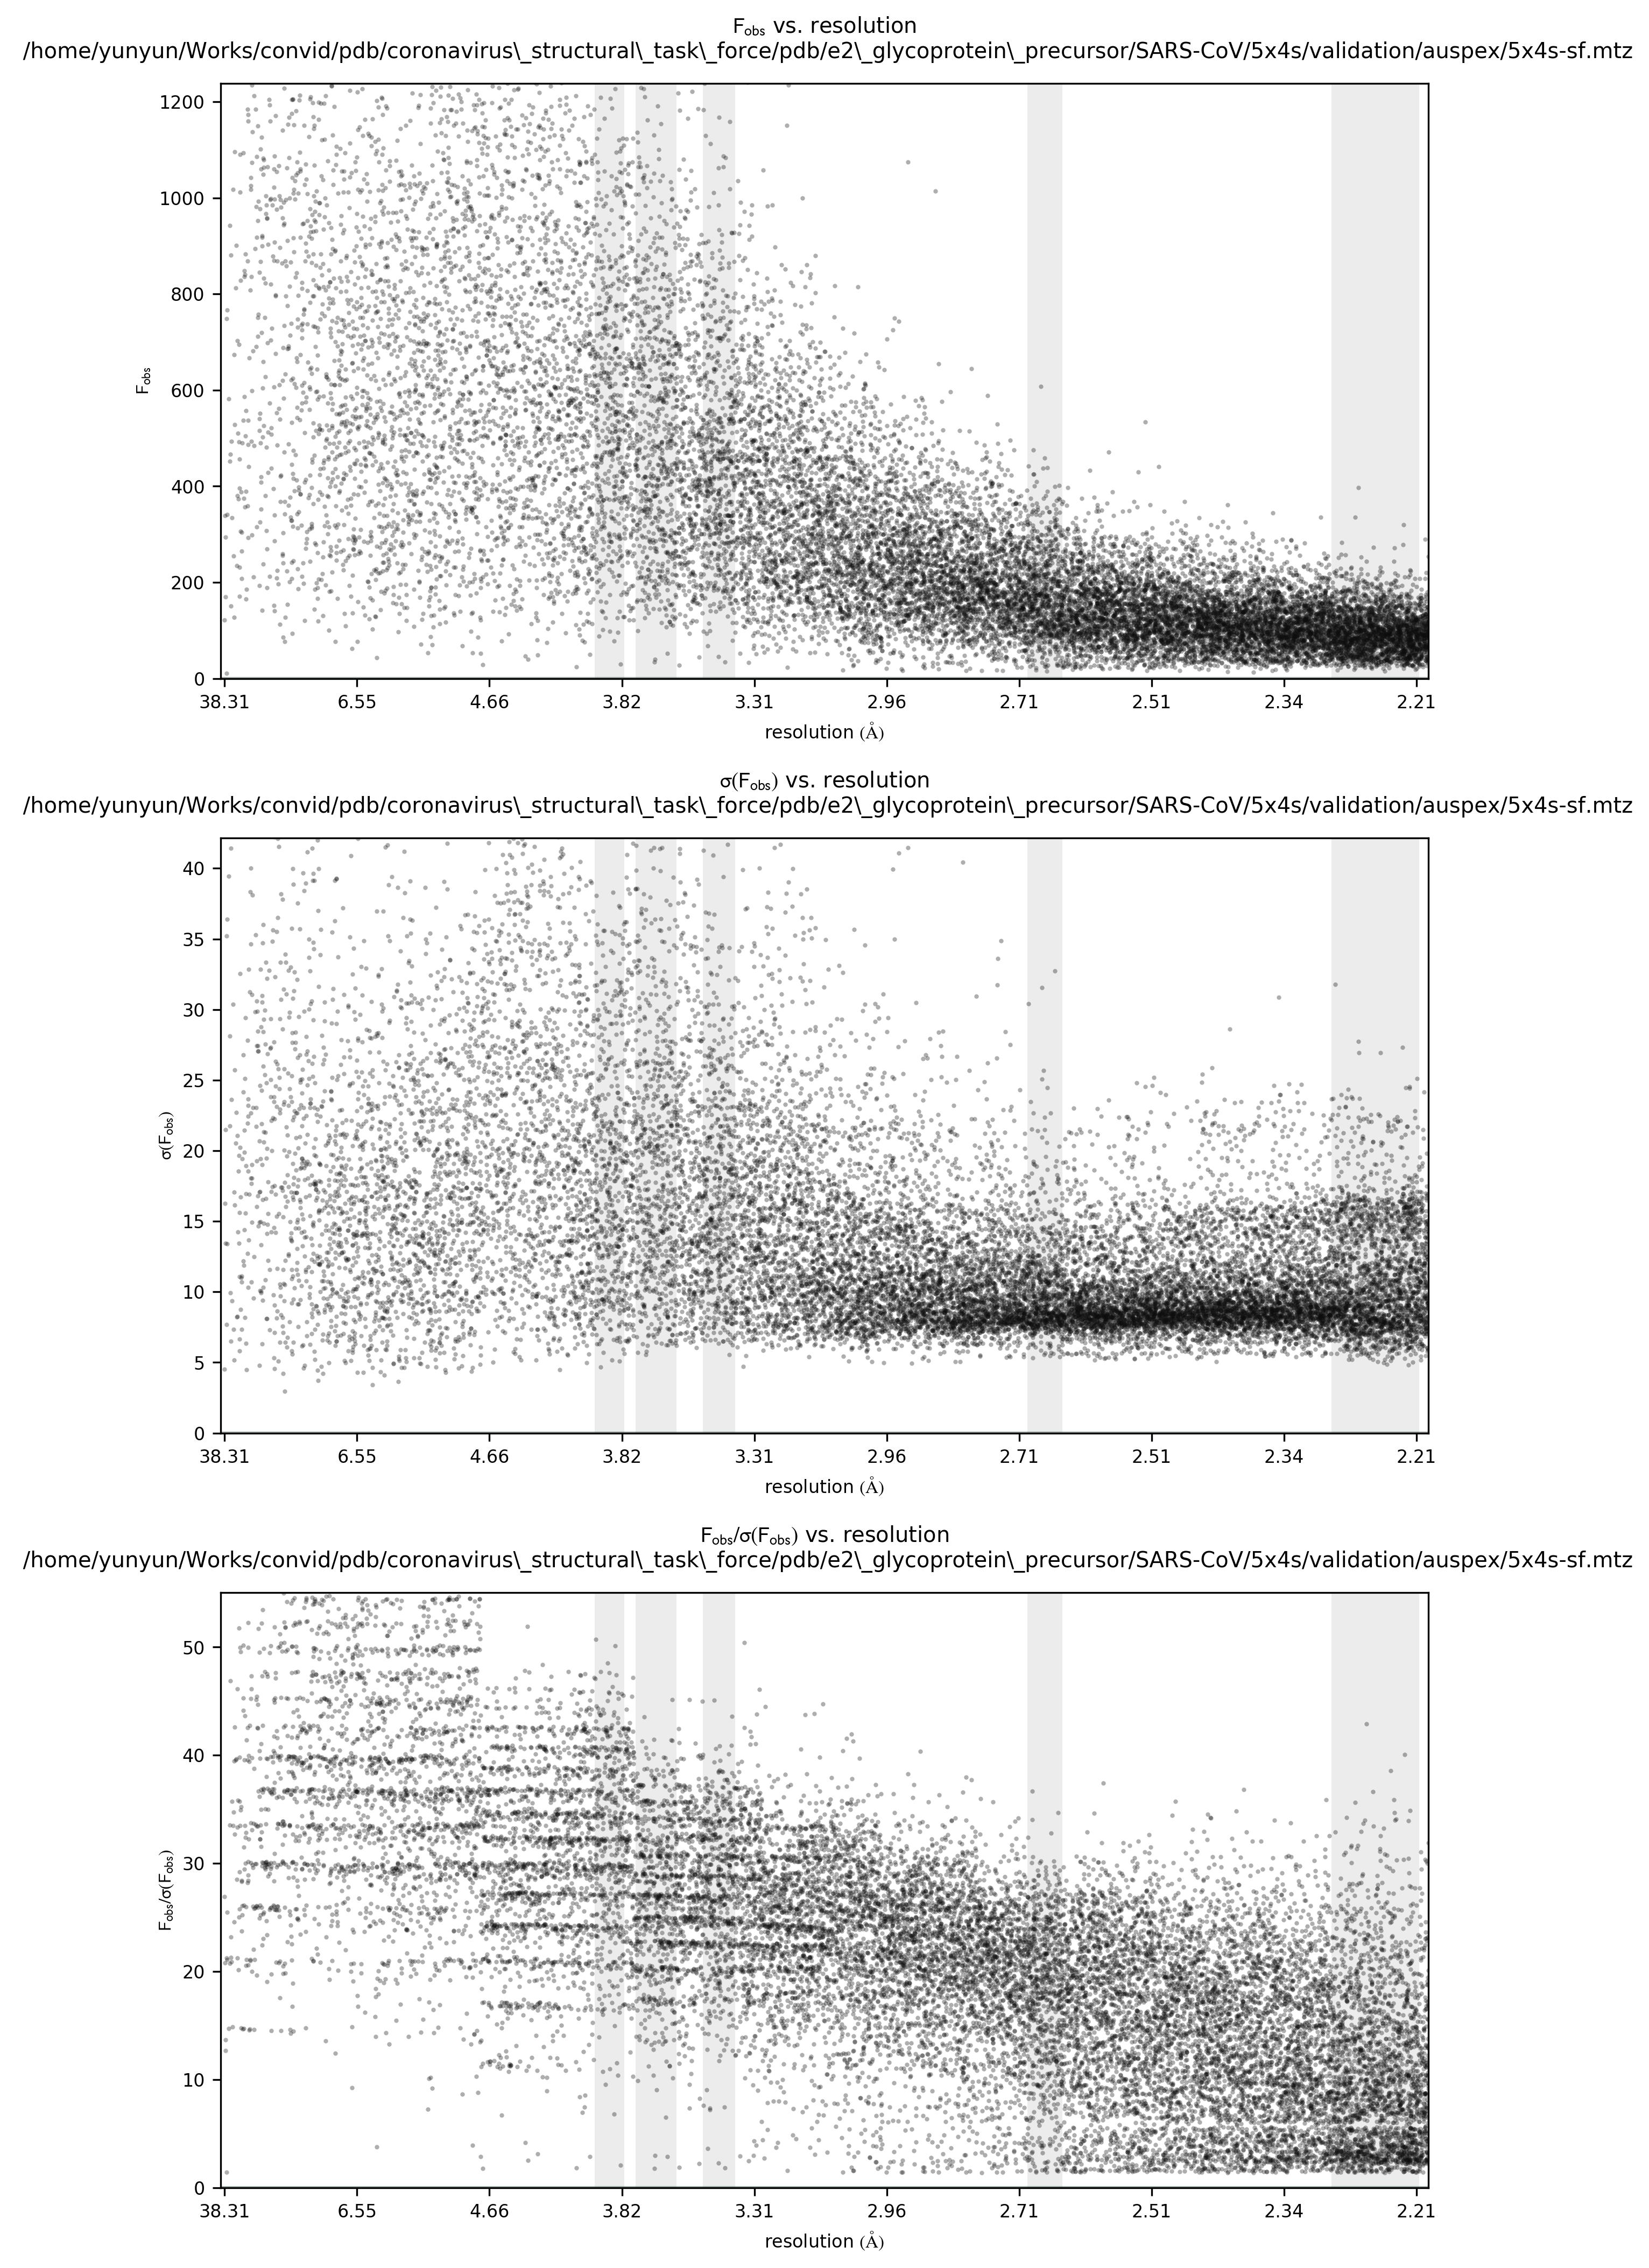 Fobs vs. resolution
/home/yunyun/Works/convid/pdb/coronavirus\_structural\_task\_force/pdb/e2\_glycoprotein\_precursor/SARS-CoV/5x4s/validation/auspex/5x4s-sf.mtz
1200
1000
800
600
400
200
0
Fobs
38.31 6.55 4.66 3.82 3.31 2.96 2.71 2.51 2.34 2.21
resolution (Å)
σ(Fobs) vs. resolution
/home/yunyun/Works/convid/pdb/coronavirus\_structural\_task\_force/pdb/e2\_glycoprotein\_precursor/SARS-CoV/5x4s/validation/auspex/5x4s-sf.mtz
40
35
30
25
20
15
10
5
0
σ(Fobs)
38.31 6.55 4.66 3.82 3.31 2.96 2.71 2.51 2.34 2.21
resolution (Å)
Fobs/σ(Fobs) vs. resolution
/home/yunyun/Works/convid/pdb/coronavirus\_structural\_task\_force/pdb/e2\_glycoprotein\_precursor/SARS-CoV/5x4s/validation/auspex/5x4s-sf.mtz
50
40
30
20
10
0
Fobs/σ(Fobs)
38.31 6.55 4.66 3.82 3.31 2.96 2.71 2.51 2.34 2.21
resolution (Å)